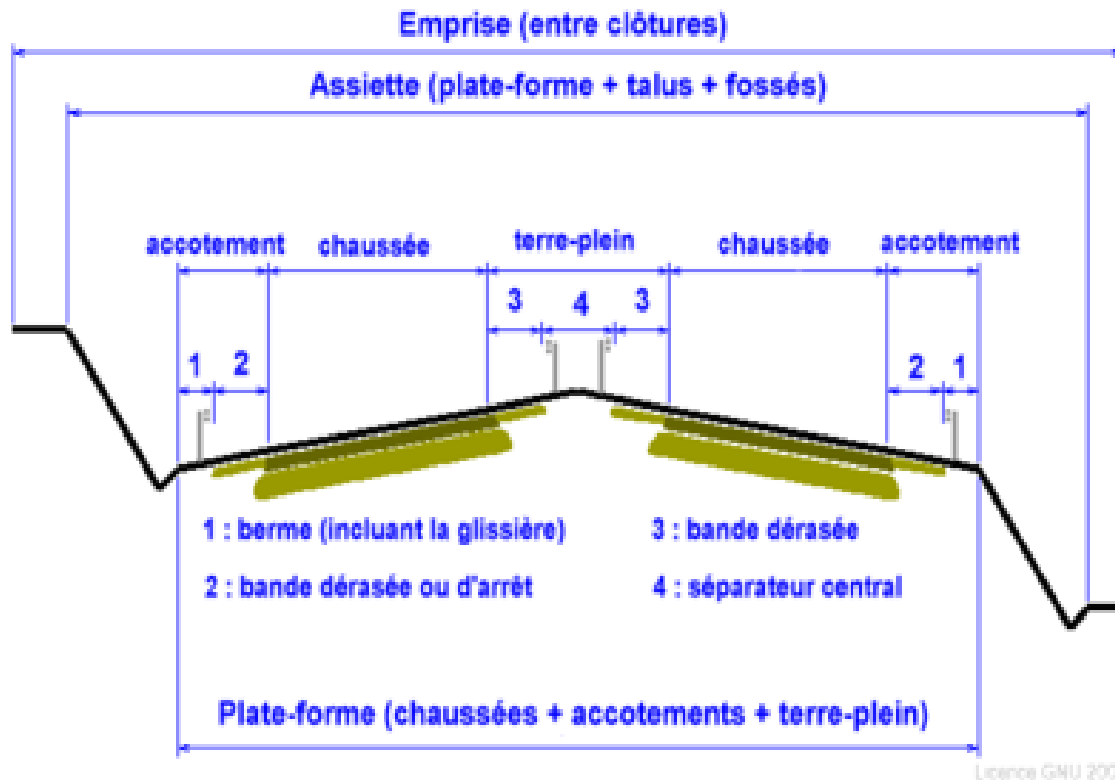 Emprise (entre clôtures)
Assiette (plate-forme + talus + fossés)
accotement chaussée terre-plein chaussée accotement
3 4 3
1 2 2 1
1 : berme (incluant la glissière) 3 : bande dérasée
2 : bande dérasée ou d'arrêt 4 : séparateur central
Plate-forme (chaussées + accotements + terre-plein)
Licence GNU